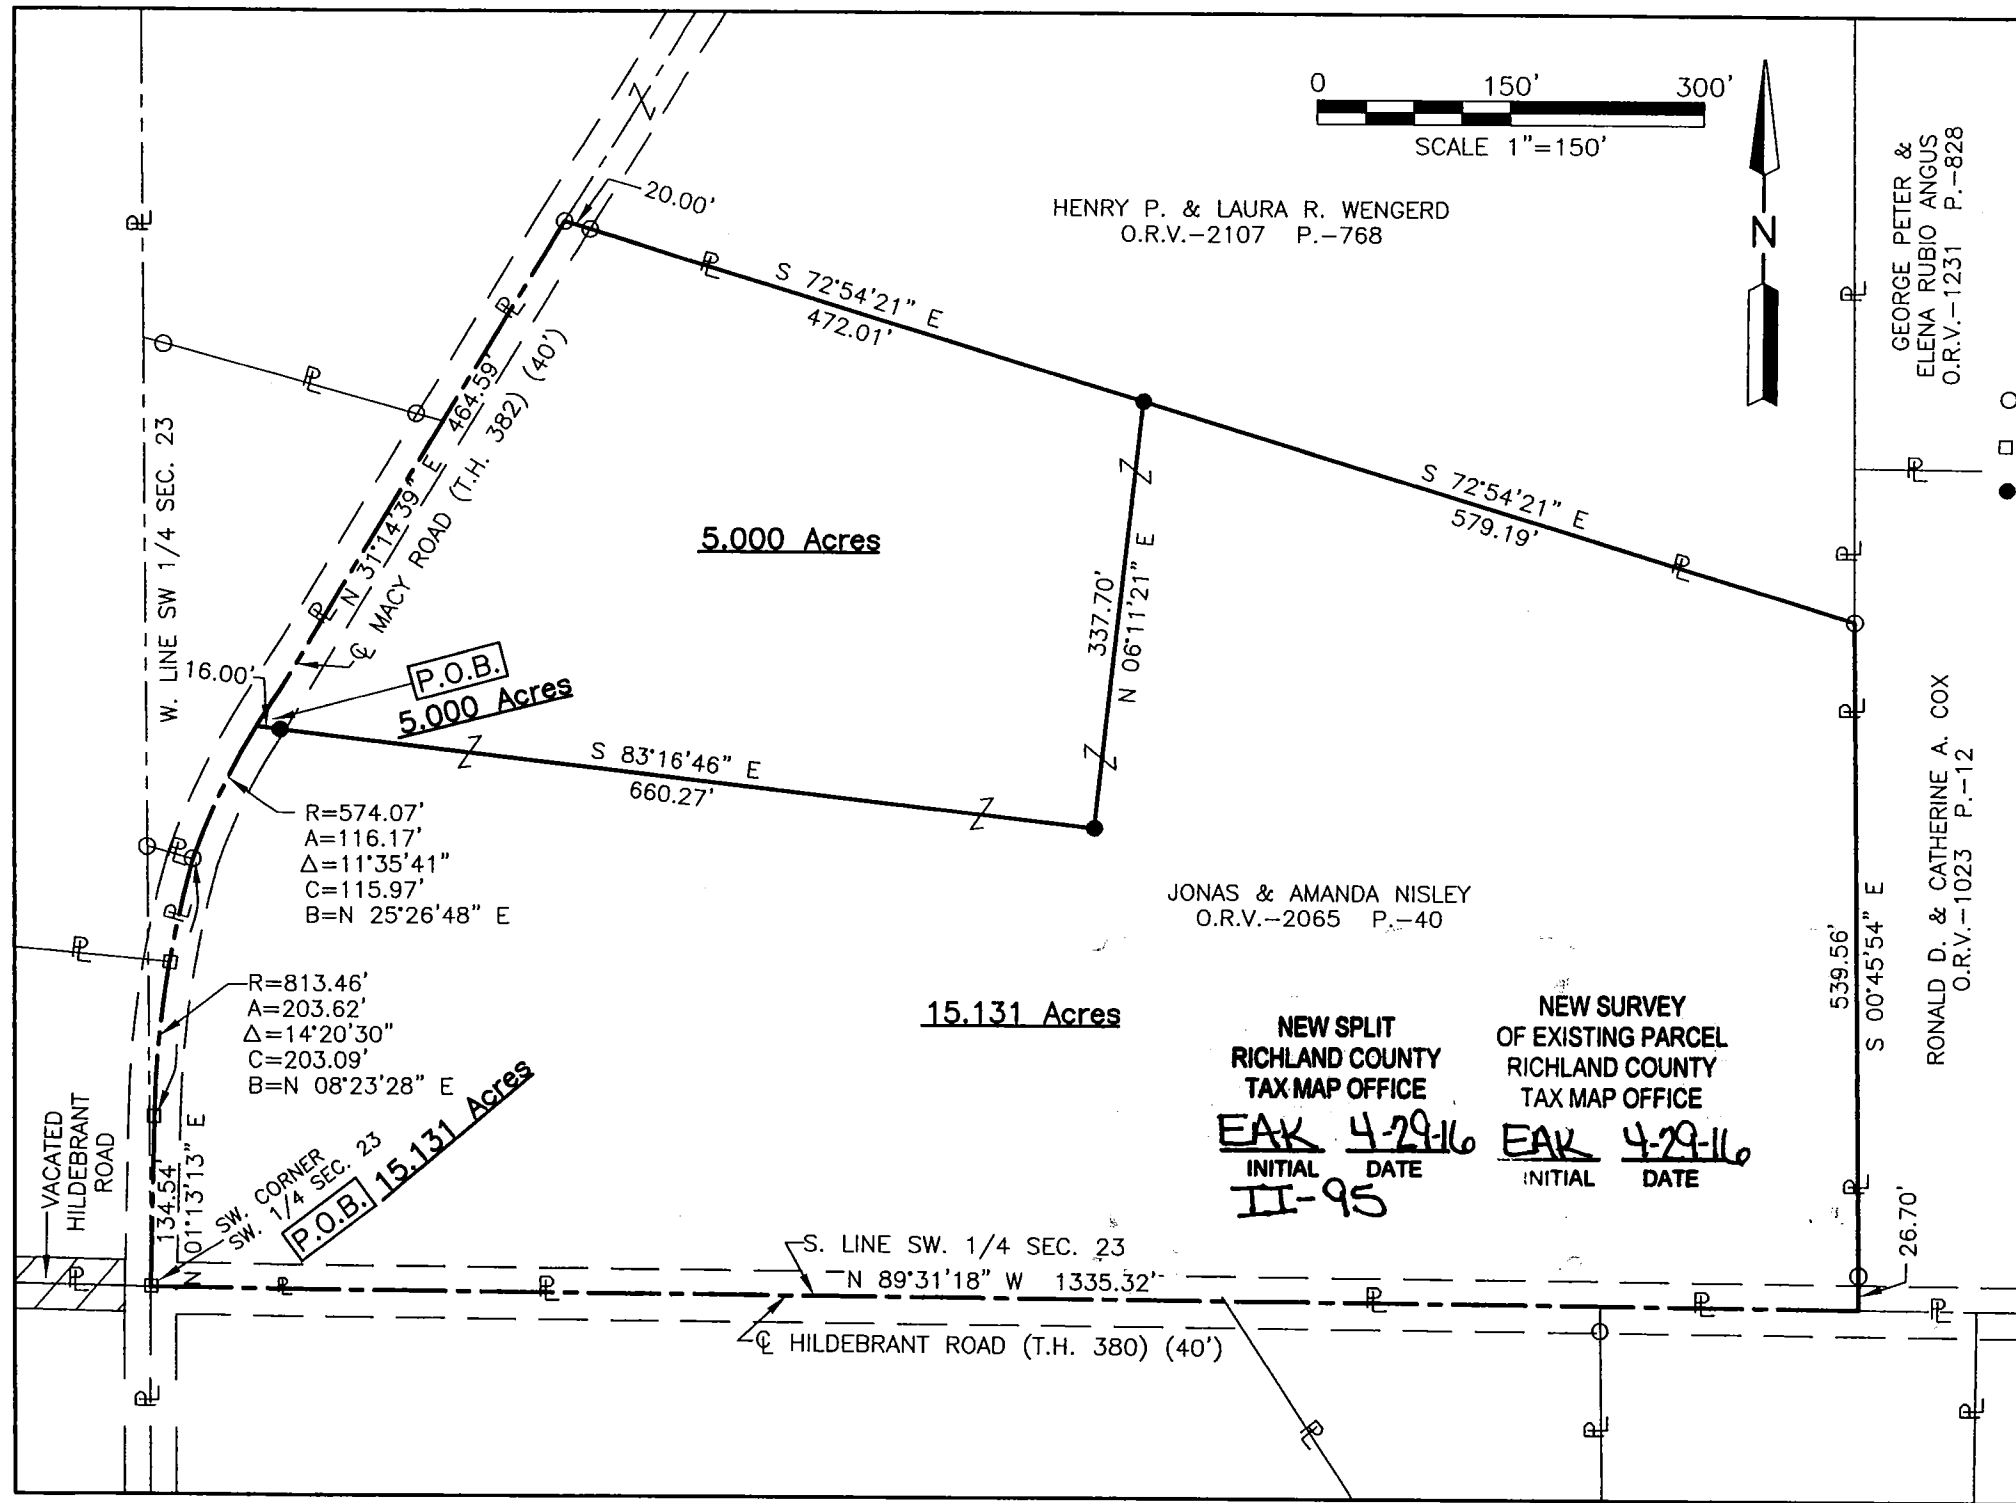 0 150' 300'
SCALE 1"=150'
N
GEORGE PETER &
ELENA RUBIO ANGUS
O.R.V.-1231 P.-828
HENRY P. & LAURA R. WENGERD
O.R.V.-2107 P.-768
20.00'
S 72°54'21" E
472.01'
S 72°54'21" E
579.19'
W. LINE SW 1/4 SEC. 23
N 31°14'39" E
464.59'
℄ MACY ROAD (T.H. 382) (40')
5.000 Acres
337.70'
N 06°11'21" E
16.00'
P.O.B.
5.000 Acres
S 83°16'46" E
660.27'
R=574.07'
A=116.17'
Δ=11°35'41"
C=115.97'
B=N 25°26'48" E
JONAS & AMANDA NISLEY
O.R.V.-2065 P.-40
RONALD D. & CATHERINE A. COX
O.R.V.-1023 P.-12
539.56'
S 00°45'54" E
R=813.46'
A=203.62'
Δ=14°20'30"
C=203.09'
B=N 08°23'28" E
15.131 Acres
NEW SPLIT
RICHLAND COUNTY
TAX MAP OFFICE
EAK 4-29-16
INITIAL DATE
II-95
NEW SURVEY
OF EXISTING PARCEL
RICHLAND COUNTY
TAX MAP OFFICE
EAK 4-29-16
INITIAL DATE
VACATED
HILDEBRANT
ROAD
134.54'
N 01°13'13" E
SW. CORNER
SW. 1/4 SEC. 23
P.O.B. 15.131 Acres
26.70'
S. LINE SW. 1/4 SEC. 23
N 89°31'18" W 1335.32'
℄ HILDEBRANT ROAD (T.H. 380) (40')